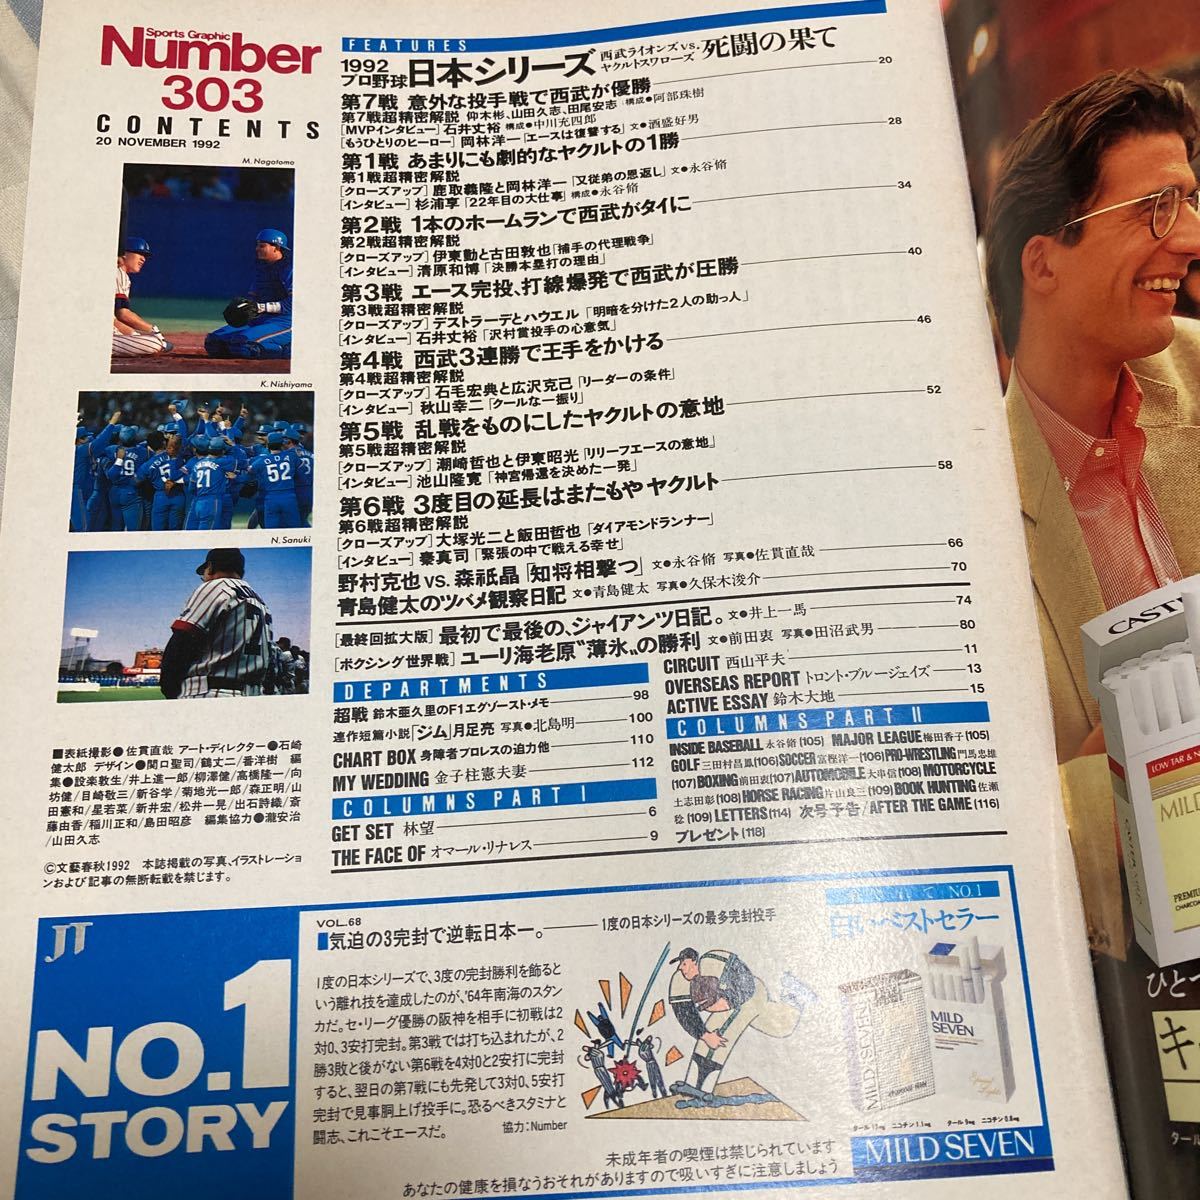 Sports Graphic
Number
303
CONTENTS
20 NOVEMBER 1992
M. Nagatomo
K. Nishiyama
N. Sanuki
■表紙撮影●佐貫直哉 アート・ディレクター●石崎
健太郎 デザイン●関口聖司/鶴丈二/番洋樹 編
集●設楽敦生/井上進一郎/柳澤健/高橋隆一/向
坊健/目崎敬三/新谷学/菊地光一郎/森正明/山
田憲和/星若菜/新井宏/松井一晃/出石詩織/斎
藤由香/稲川正和/島田昭彦 編集協力●瀧安治
/山田久志
©文藝春秋1992 本誌掲載の写真、イラストレーショ
ンおよび記事の無断転載を禁じます。
FEATURES
1992
プロ野球 日本シリーズ 西武ライオンズvs.ヤクルトスワローズ 死闘の果て
第7戦 意外な投手戦で西武が優勝 20
第7戦超精密解説 仰木彬、山田久志、田尾安志 構成●阿部珠樹
[MVPインタビュー] 石井丈裕 構成●中川充四郎
[もうひとりのヒーロー] 岡林洋一「エースは復讐する」 文●酒盛好男
第1戦 あまりにも劇的なヤクルトの1勝 28
第1戦超精密解説
[クローズアップ] 鹿取義隆と岡林洋一「又従弟の恩返し」 文●永谷脩
[インタビュー] 杉浦享「22年目の大仕事」 構成●永谷脩
第2戦 1本のホームランで西武がタイに 34
第2戦超精密解説
[クローズアップ] 伊東勤と古田敦也「捕手の代理戦争」
[インタビュー] 清原和博「決勝本塁打の理由」
第3戦 エース完投、打線爆発で西武が圧勝 40
第3戦超精密解説
[クローズアップ] デストラーデとハウエル「明暗を分けた2人の助っ人」
[インタビュー] 石井丈裕「沢村賞投手の心意気」
第4戦 西武3連勝で王手をかける 46
第4戦超精密解説
[クローズアップ] 石毛宏典と広沢克己「リーダーの条件」
[インタビュー] 秋山幸二「クールな一振り」
第5戦 乱戦をものにしたヤクルトの意地 52
第5戦超精密解説
[クローズアップ] 潮崎哲也と伊東昭光「リリーフエースの意地」
[インタビュー] 池山隆寛「神宮帰還を決めた一発」
第6戦 3度目の延長はまたもやヤクルト 58
第6戦超精密解説
[クローズアップ] 大塚光二と飯田哲也「ダイアモンドランナー」
[インタビュー] 秦真司「緊張の中で戦える幸せ」
野村克也 vs. 森祇晶「知将相撃つ」 文●永谷脩 写真●佐貫直哉 66
青島健太のツバメ観察日記 文●青島健太 写真●久保木浚介 70
[最終回拡大版] 最初で最後の、ジャイアンツ日記。 文●井上一馬 74
[ボクシング世界戦] ユーリ海老原“薄氷”の勝利 文●前田衷 写真●田沼武男 80
DEPARTMENTS
超戦 鈴木亜久里のF1エグゾースト・メモ 98
連作短篇小説「ジム」月足亮 写真●北島明 100
CHART BOX 身障者プロレスの迫力他 110
MY WEDDING 金子柱憲夫妻 112
COLUMNS PART I
GET SET 林望 6
THE FACE OF オマール・リナレス 9
CIRCUIT 西山平夫 11
OVERSEAS REPORT トロント・ブルージェイズ 13
ACTIVE ESSAY 鈴木大地 15
COLUMNS PART II
INSIDE BASEBALL 永谷脩(105) MAJOR LEAGUE 梅田香子(105)
GOLF 三田村昌鳳(106) SOCCER 富樫洋一(106) PRO-WRESTLING 門馬忠雄
(107) BOXING 前田衷(107) AUTOMOBILE 大串信(108) MOTORCYCLE
土志田彰(108) HORSE RACING 片山良三(109) BOOK HUNTING 佐瀬
稔(109) LETTERS(114) 次号予告/AFTER THE GAME(116)
プレゼント(118)
JT
NO.1
STORY
VOL.68
気迫の3完封で逆転日本一。 1度の日本シリーズの最多完封投手
1度の日本シリーズで、3度の完封勝利を飾ると
いう離れ技を達成したのが、'64年南海のスタン
カだ。セ・リーグ優勝の阪神を相手に初戦は2
対0、3安打完封。第3戦では打ち込まれたが、2
勝3敗と後がない第6戦を4対0と2安打に完封
すると、翌日の第7戦にも先発して3対0、5安打
完封で見事胴上げ投手に。恐るべきスタミナと
闘志、これこそエースだ。 協力:Number
NO.1
白いベストセラー
MILD SEVEN
MILD
SEVEN
タール12mg ニコチン1.1mg
タール9mg ニコチン0.8mg
MILD SEVEN
未成年者の喫煙は禁じられています
あなたの健康を損なうおそれがありますので吸いすぎに注意しましょう
CAST
LOW TAR & N
MILD
PREMIU
CHARCOA
ひとつ
キ
タール